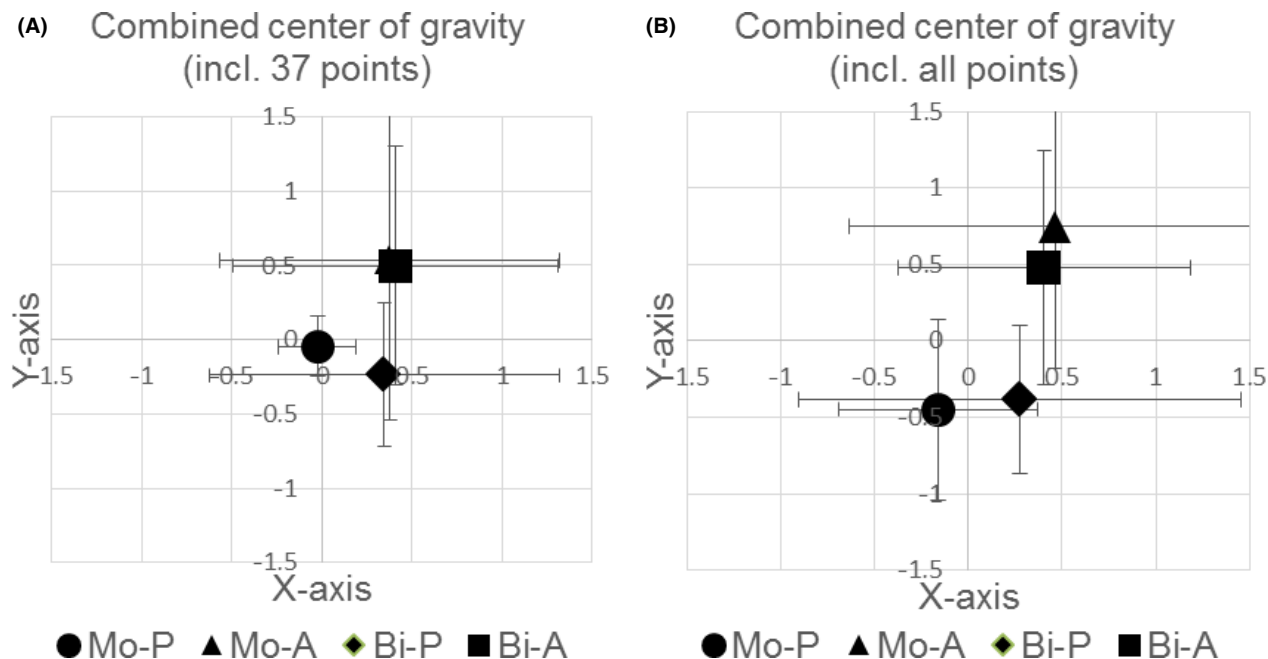 (A) Combined center of gravity
(incl. 37 points)
1.5
1
0.5
0
-1.5 -1 -0.5 0 0.5 1 1.5
-0.5
-1
-1.5
Y-axis
X-axis
Mo-P Mo-A Bi-P Bi-A
(B) Combined center of gravity
(incl. all points)
1.5
1
0.5
0
-1.5 -1 -0.5 0 0.5 1 1.5
-0.5
-1
-1.5
Y-axis
X-axis
Mo-P Mo-A Bi-P Bi-A